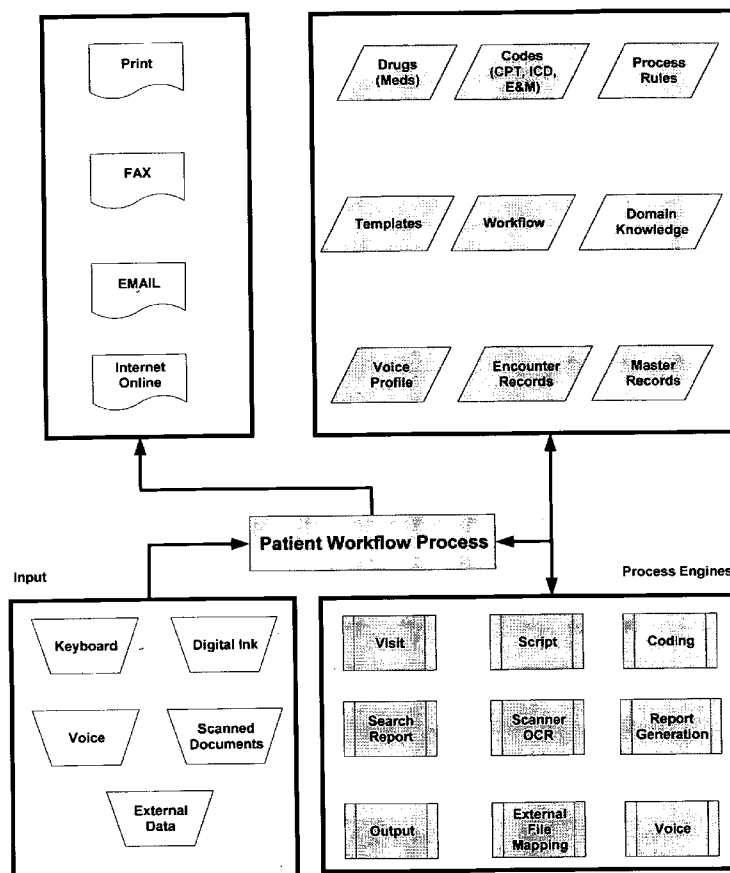 Print
FAX
EMAIL
Internet
Online
Drugs
(Meds)
Codes
(CPT, ICD,
E&M)
Process
Rules
Templates
Workflow
Domain
Knowledge
Voice
Profile
Encounter
Records
Master
Records
Patient Workflow Process
Input
Keyboard
Digital Ink
Voice
Scanned
Documents
External
Data
Process Engines
Visit
Script
Coding
Search
Report
Scanner
OCR
Report
Generation
Output
External
File
Mapping
Voice